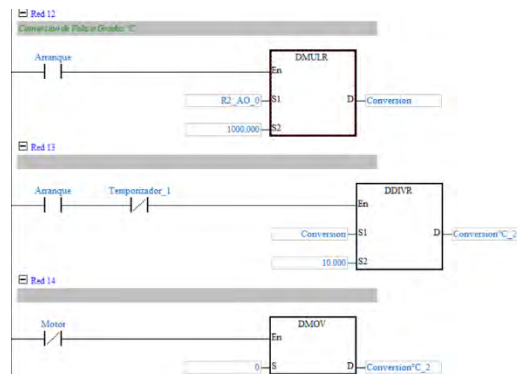 Red 12
Conversion de Pulso a Grados °C
Arranque
DMULR
En
R2_AO_0 S1 D Conversion
1000.000 S2
Red 13
Arranque Temporizador_1
DDIVR
En
Conversion S1 D Conversion°C_2
10.000 S2
Red 14
Motor
DMOV
En
0 S D Conversion°C_2